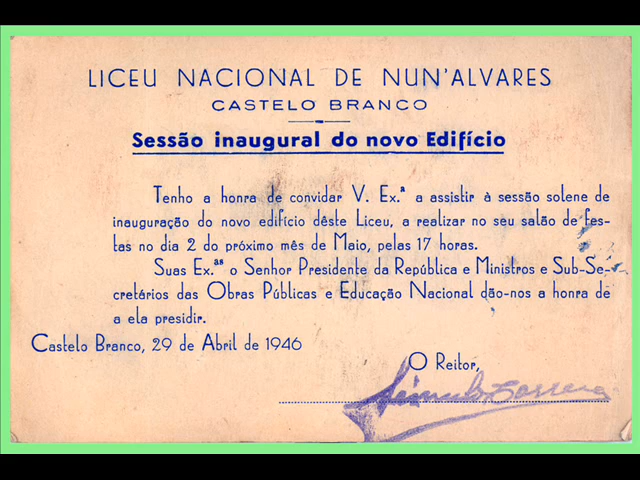 LICEU NACIONAL DE NUN'ALVARES
CASTELO BRANCO
Sessão inaugural do novo Edifício
Tenho a honra de convidar V. Ex.ª a assistir à sessão solene de
inauguração do novo edifício dêste Liceu, a realizar no seu salão de fes-
tas no dia 2 do próximo mês de Maio, pelas 17 horas.
Suas Ex.as o Senhor Presidente da República e Ministros e Sub-Se-
cretários das Obras Públicas e Educação Nacional dão-nos a honra de
a ela presidir.
Castelo Branco, 29 de Abril de 1946
O Reitor,